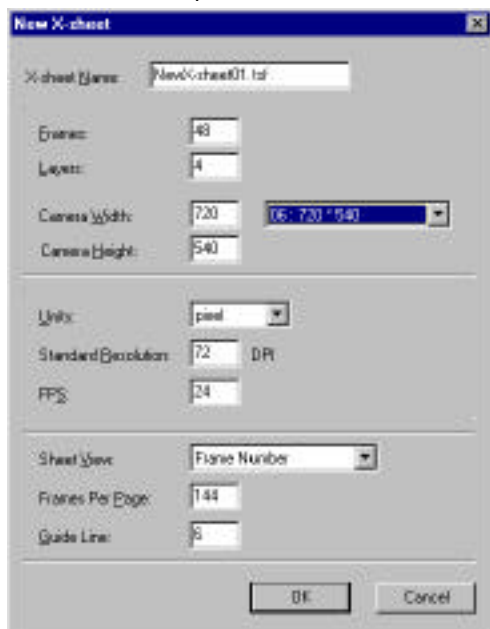 New X-sheet
X-sheet Name: NewX-sheet01.tsf
Frames: 48
Layers: 4
Camera Width: 720 06 : 720 * 540
Camera Height: 540
Units: pixel
Standard Resolution: 72 DPI
FPS: 24
Sheet View: Frame Number
Frames Per Page: 144
Guide Line: 6
OK Cancel